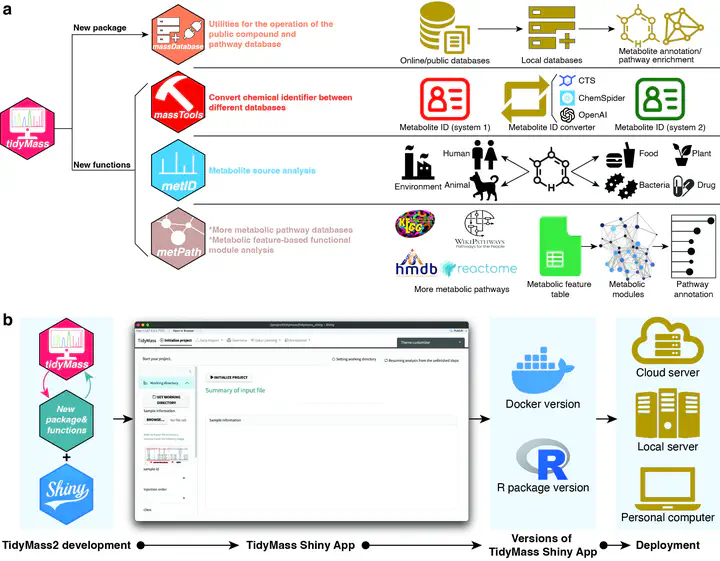 a
New package
massDatabase
Utilities for the operation of the
public compound and
pathway database
Online/public databases
Local databases
H
Metabolite annotation/
pathway enrichment
tidyMass
massTools
Convert chemical identifier between
different databases
Metabolite ID (system 1)
CTS
ChemSpider
OpenAI
Metabolite ID converter
Metabolite ID (system 2)
New functions
metID
Metabolite source analysis
Environment
Human
Animal
H
Food
Plant
Bacteria
Drug
metPath
*More metabolic pathway databases
*Metabolic feature-based functional
module analysis
KEGG
WIKIPATHWAYS
Pathways for the People
hmdb
reactome
More metabolic pathways
Metabolic feature
table
Metabolic
modules
Pathway
annotation
b
tidyMass
New
package&
functions
+
Shiny
TidyMass
Initialize project
Overview
Theme customizer
Start your project.
Setting working directory
Resuming analysis from the unfinished steps
Working directory
SET WORKING
DIRECTORY
Sample information
BROWSE...
INITIALIZE PROJECT
Summary of input file
Sample information
sample id
injection order
class
Docker version
R
R package version
Cloud server
Local server
Personal computer
TidyMass2 development
TidyMass Shiny App
Versions of
TidyMass Shiny App
Deployment